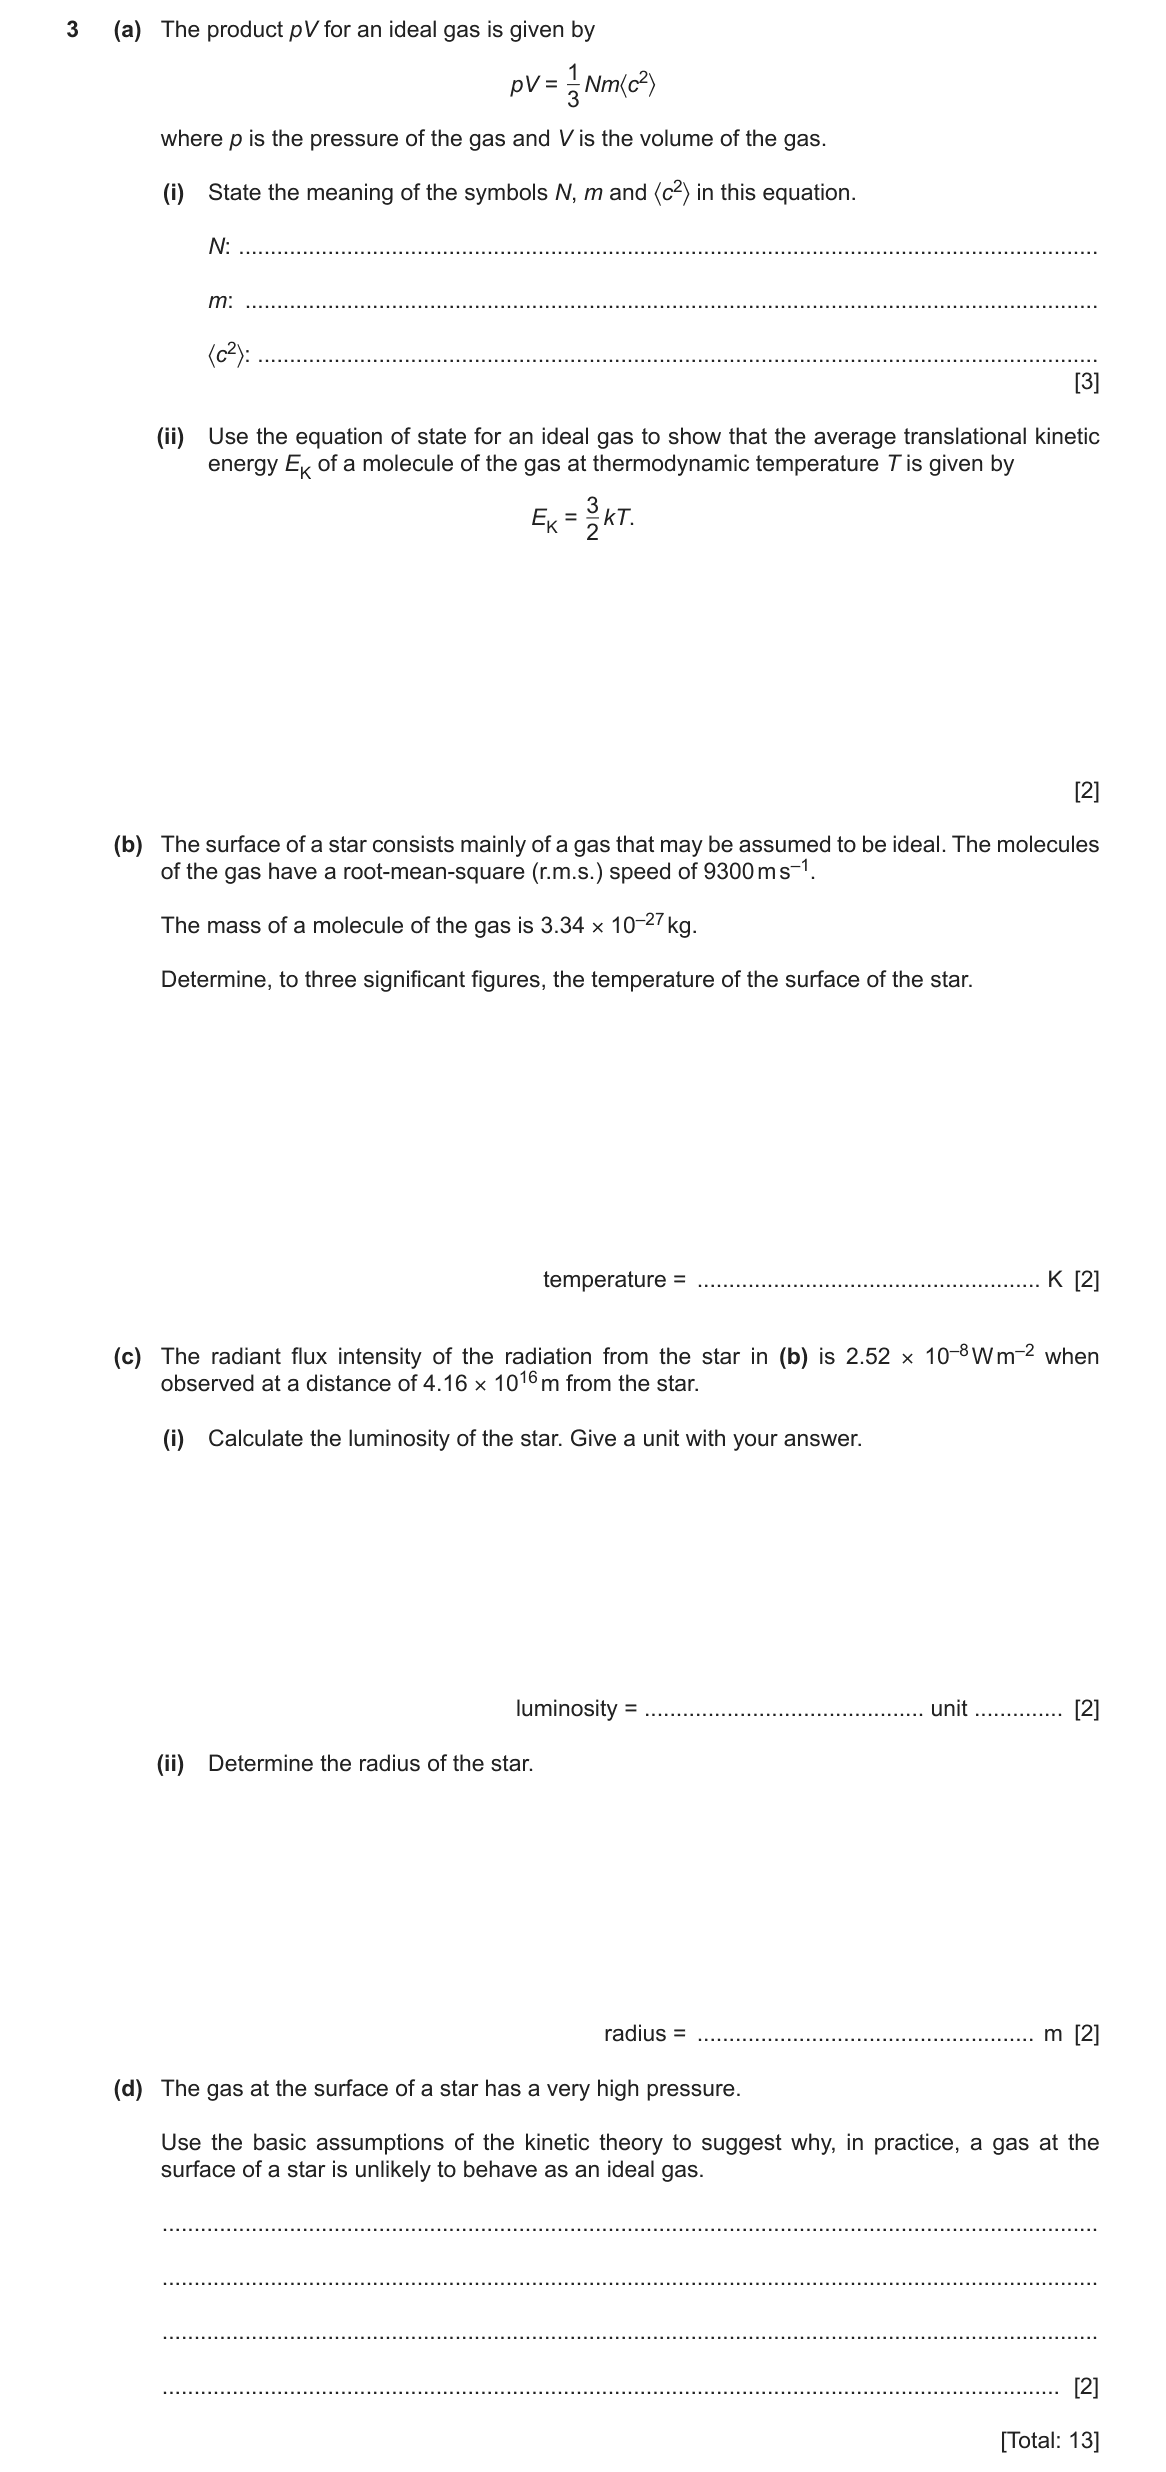 3 (a) The product pV for an ideal gas is given by
pV = 1/3 Nm⟨c²⟩
where p is the pressure of the gas and V is the volume of the gas.
(i) State the meaning of the symbols N, m and ⟨c²⟩ in this equation.
N: ..........................................................................................................................................
m: ..........................................................................................................................................
⟨c²⟩: ..........................................................................................................................................
[3]
(ii) Use the equation of state for an ideal gas to show that the average translational kinetic
energy E_K of a molecule of the gas at thermodynamic temperature T is given by
E_K = 3/2 kT.
[2]
(b) The surface of a star consists mainly of a gas that may be assumed to be ideal. The molecules
of the gas have a root-mean-square (r.m.s.) speed of 9300 m s⁻¹.
The mass of a molecule of the gas is 3.34 × 10⁻²⁷ kg.
Determine, to three significant figures, the temperature of the surface of the star.
temperature = ...................................................... K [2]
(c) The radiant flux intensity of the radiation from the star in (b) is 2.52 × 10⁻⁸ W m⁻² when
observed at a distance of 4.16 × 10¹⁶ m from the star.
(i) Calculate the luminosity of the star. Give a unit with your answer.
luminosity = ............................................ unit .............. [2]
(ii) Determine the radius of the star.
radius = ..................................................... m [2]
(d) The gas at the surface of a star has a very high pressure.
Use the basic assumptions of the kinetic theory to suggest why, in practice, a gas at the
surface of a star is unlikely to behave as an ideal gas.
..........................................................................................................................................
..........................................................................................................................................
..........................................................................................................................................
..................................................................................................................................... [2]
[Total: 13]